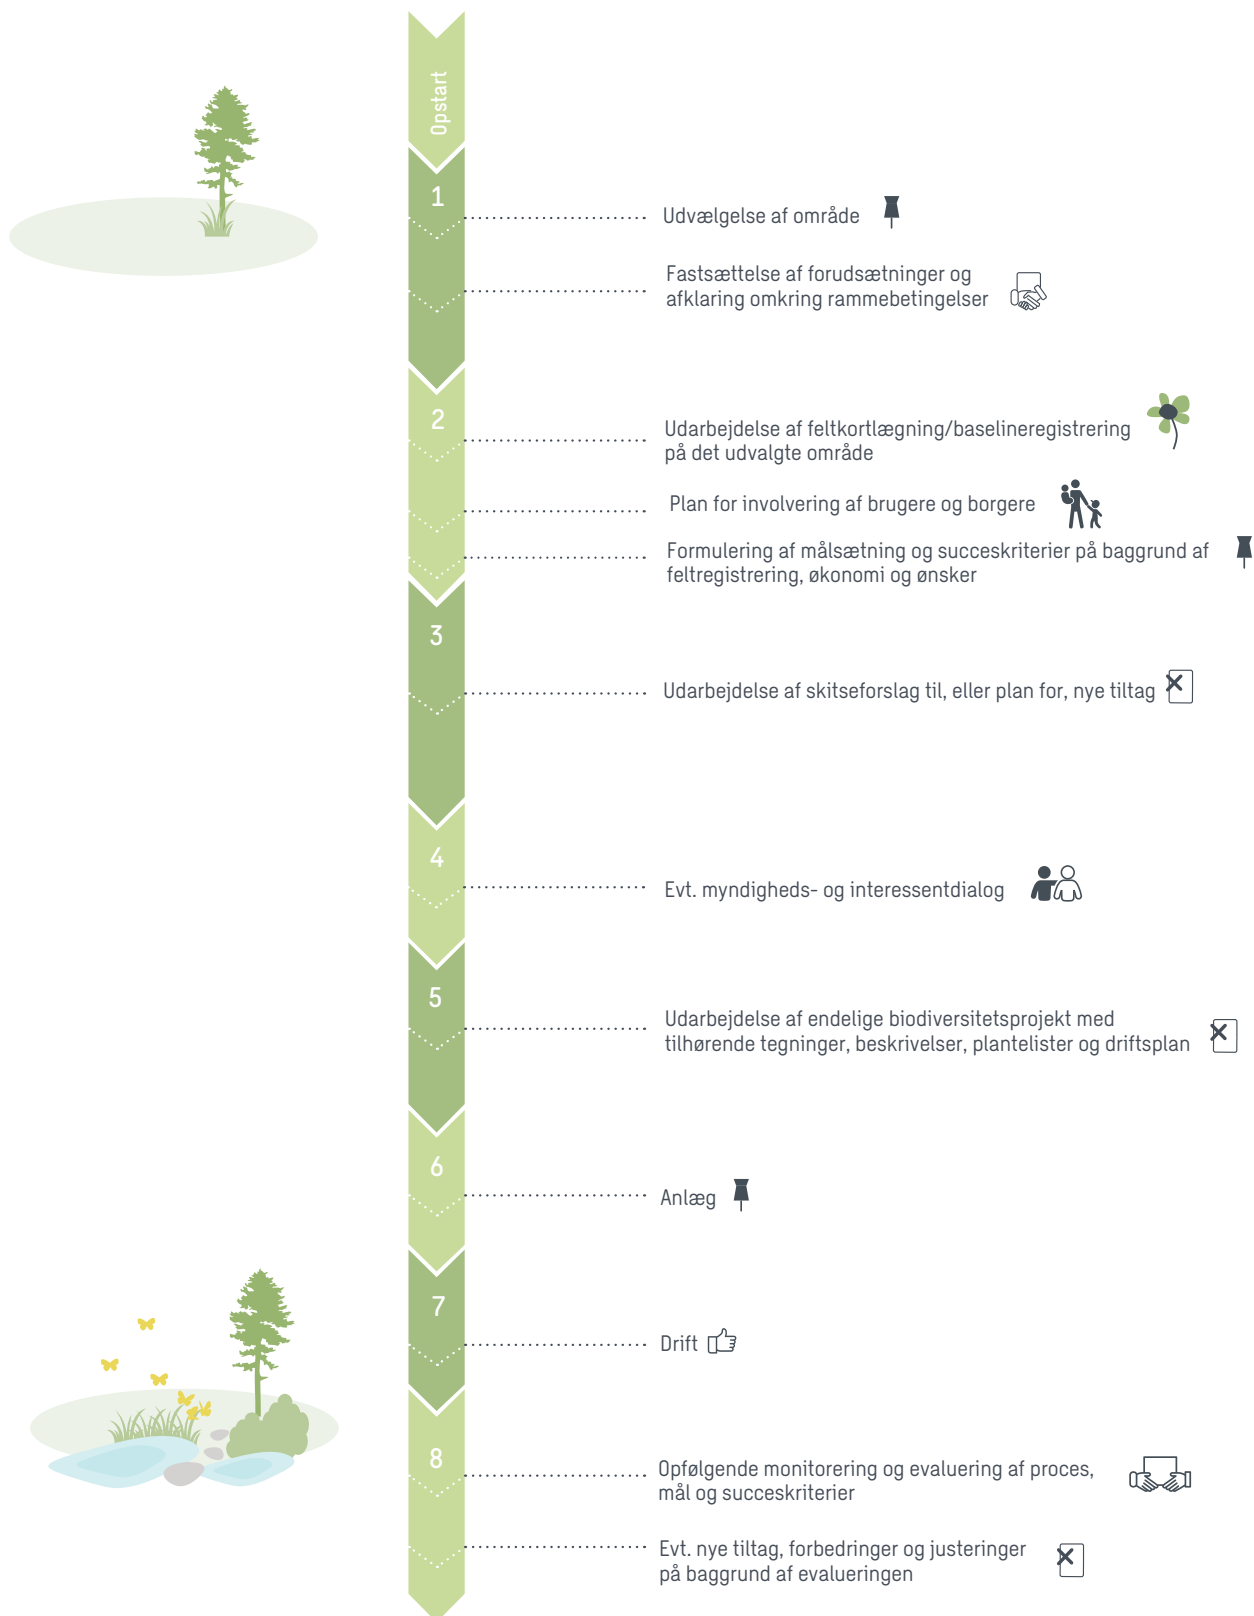 Opstart
1
Udvælgelse af område
Fastsættelse af forudsætninger og
afklaring omkring rammebetingelser
2
Udarbejdelse af feltkortlægning/baselineregistrering
på det udvalgte område
Plan for involvering af brugere og borgere
Formulering af målsætning og succeskriterier på baggrund af
feltregistrering, økonomi og ønsker
3
Udarbejdelse af skitseforslag til, eller plan for, nye tiltag
4
Evt. myndigheds- og interessentdialog
5
Udarbejdelse af endelige biodiversitetsprojekt med
tilhørende tegninger, beskrivelser, plantelister og driftsplan
6
Anlæg
7
Drift
8
Opfølgende monitorering og evaluering af proces,
mål og succeskriterier
Evt. nye tiltag, forbedringer og justeringer
på baggrund af evalueringen